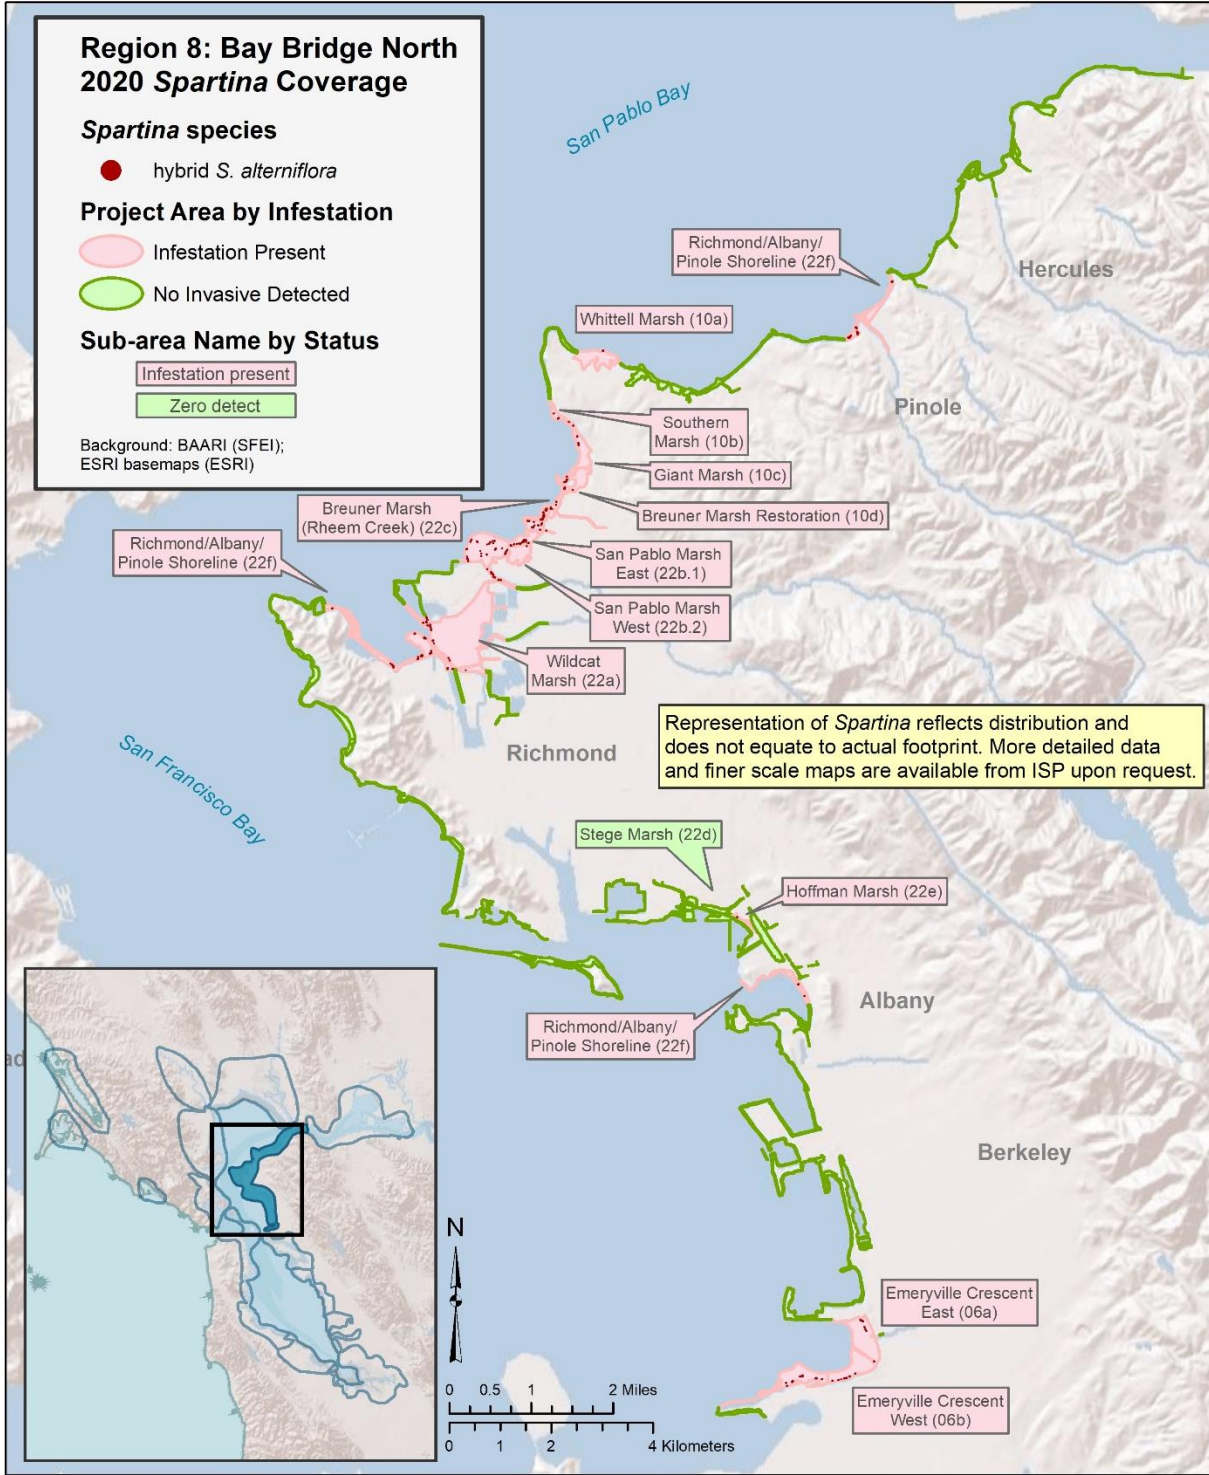 Region 8: Bay Bridge North
2020 Spartina Coverage
Spartina species
hybrid S. alterniflora
Project Area by Infestation
Infestation Present
No Invasive Detected
Sub-area Name by Status
Infestation present
Zero detect
Background: BAARI (SFEI);
ESRI basemaps (ESRI)
San Pablo Bay
Richmond/Albany/
Pinole Shoreline (22f)
Hercules
Whittell Marsh (10a)
Pinole
Southern
Marsh (10b)
Giant Marsh (10c)
Breuner Marsh
(Rheem Creek) (22c)
Breuner Marsh Restoration (10d)
Richmond/Albany/
Pinole Shoreline (22f)
San Pablo Marsh
East (22b.1)
San Pablo Marsh
West (22b.2)
Wildcat
Marsh (22a)
Representation of Spartina reflects distribution and
does not equate to actual footprint. More detailed data
and finer scale maps are available from ISP upon request.
Richmond
San Francisco Bay
Stege Marsh (22d)
Hoffman Marsh (22e)
Albany
Richmond/Albany/
Pinole Shoreline (22f)
ad
Berkeley
N
Emeryville Crescent
East (06a)
Emeryville Crescent
West (06b)
0 0.5 1 2 Miles
0 1 2 4 Kilometers